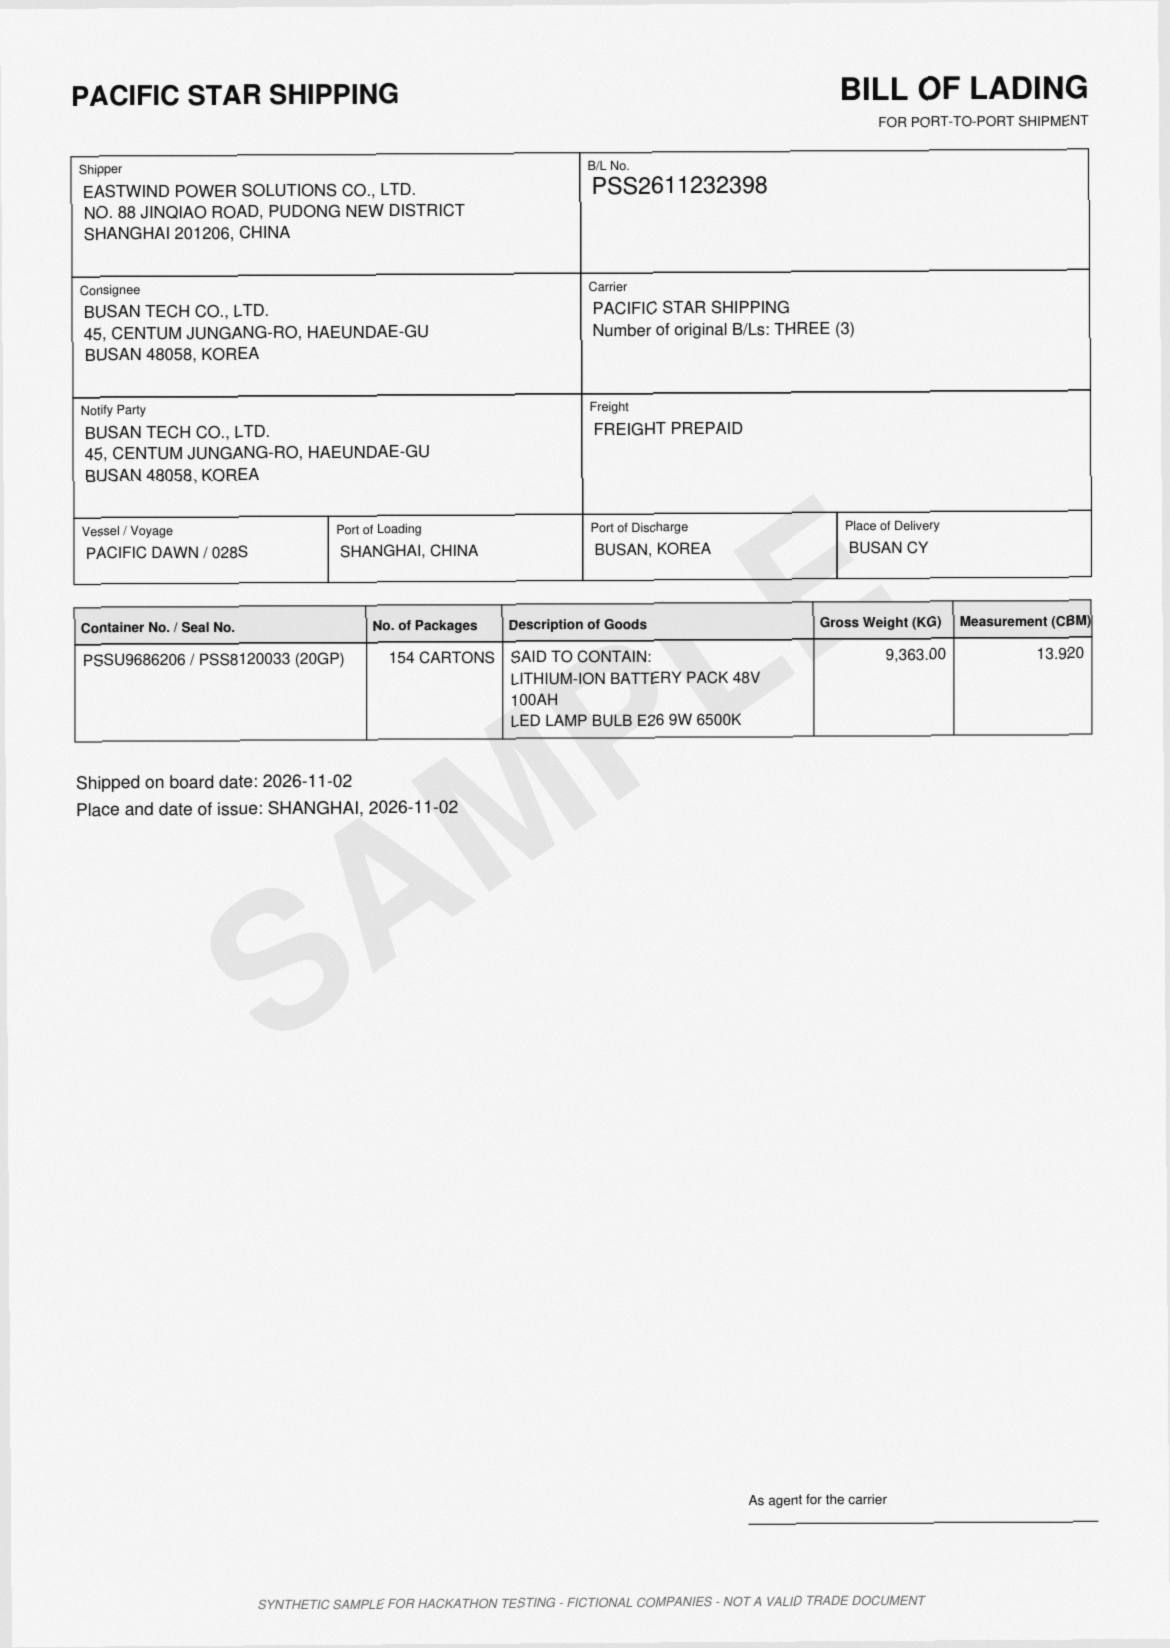 PACIFIC STAR SHIPPING
BILL OF LADING
FOR PORT-TO-PORT SHIPMENT
Shipper
EASTWIND POWER SOLUTIONS CO., LTD.
NO. 88 JINQIAO ROAD, PUDONG NEW DISTRICT
SHANGHAI 201206, CHINA
B/L No.
PSS2611232398
Consignee
BUSAN TECH CO., LTD.
45, CENTUM JUNGANG-RO, HAEUNDAE-GU
BUSAN 48058, KOREA
Carrier
PACIFIC STAR SHIPPING
Number of original B/Ls: THREE (3)
Notify Party
BUSAN TECH CO., LTD.
45, CENTUM JUNGANG-RO, HAEUNDAE-GU
BUSAN 48058, KOREA
Freight
FREIGHT PREPAID
Vessel / Voyage
PACIFIC DAWN / 028S
Port of Loading
SHANGHAI, CHINA
Port of Discharge
BUSAN, KOREA
Place of Delivery
BUSAN CY
Container No. / Seal No. No. of Packages Description of Goods Gross Weight (KG) Measurement (CBM)
PSSU9686206 / PSS8120033 (20GP) 154 CARTONS SAID TO CONTAIN: 9,363.00 13.920
LITHIUM-ION BATTERY PACK 48V
100AH
LED LAMP BULB E26 9W 6500K
Shipped on board date: 2026-11-02
Place and date of issue: SHANGHAI, 2026-11-02
SAMPLE
As agent for the carrier
SYNTHETIC SAMPLE FOR HACKATHON TESTING - FICTIONAL COMPANIES - NOT A VALID TRADE DOCUMENT